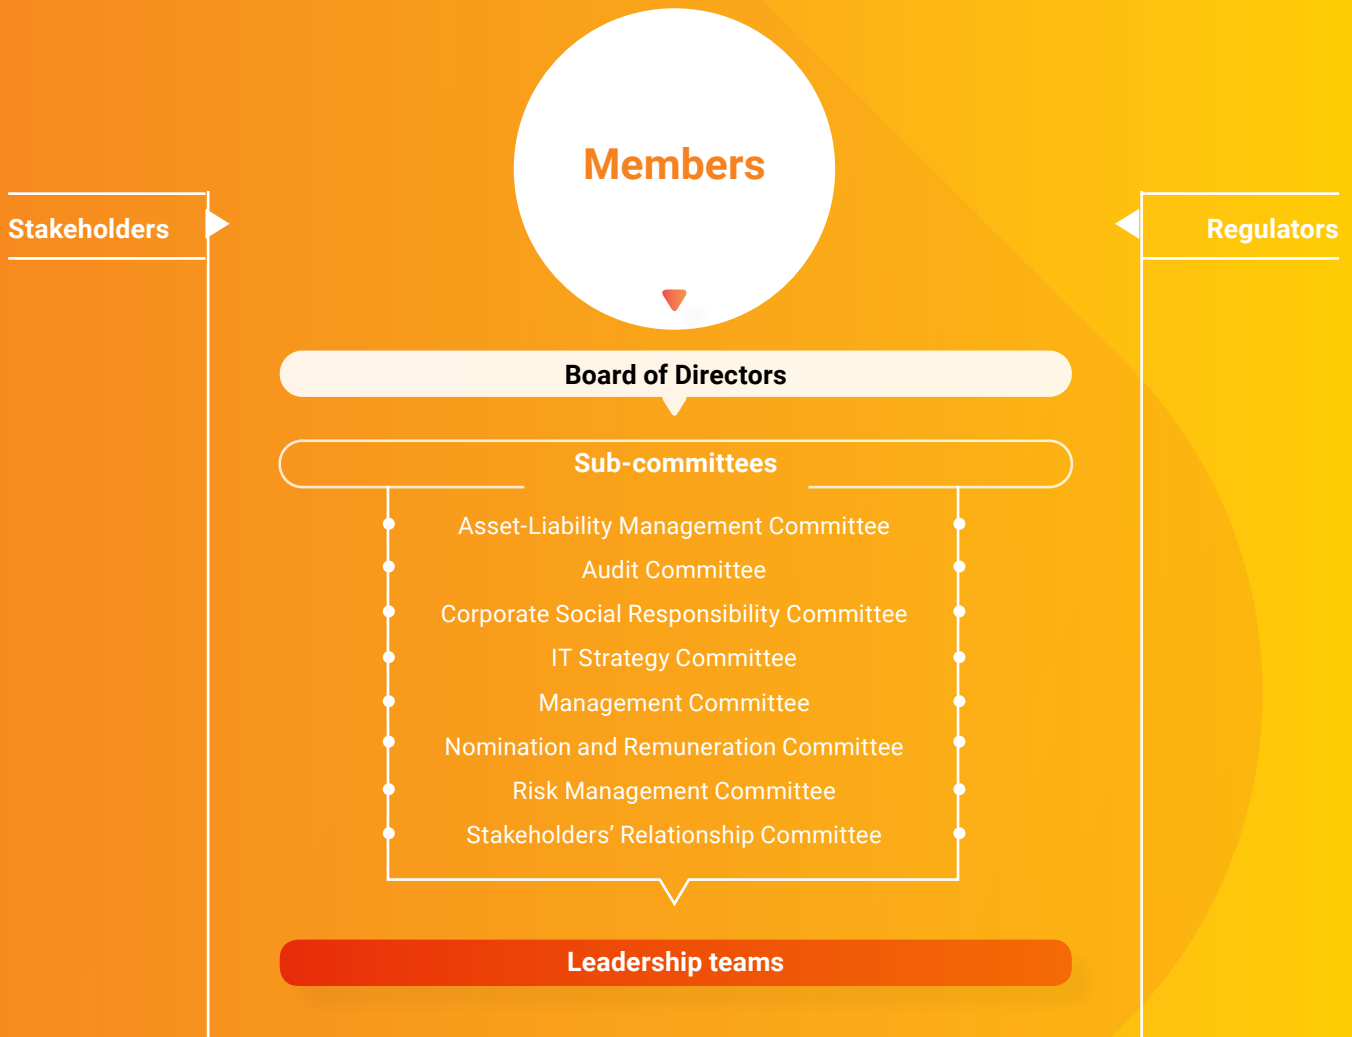 Members
Stakeholders
Regulators
Board of Directors
Sub-committees
Asset-Liability Management Committee
Audit Committee
Corporate Social Responsibility Committee
IT Strategy Committee
Management Committee
Nomination and Remuneration Committee
Risk Management Committee
Stakeholders’ Relationship Committee
Leadership teams